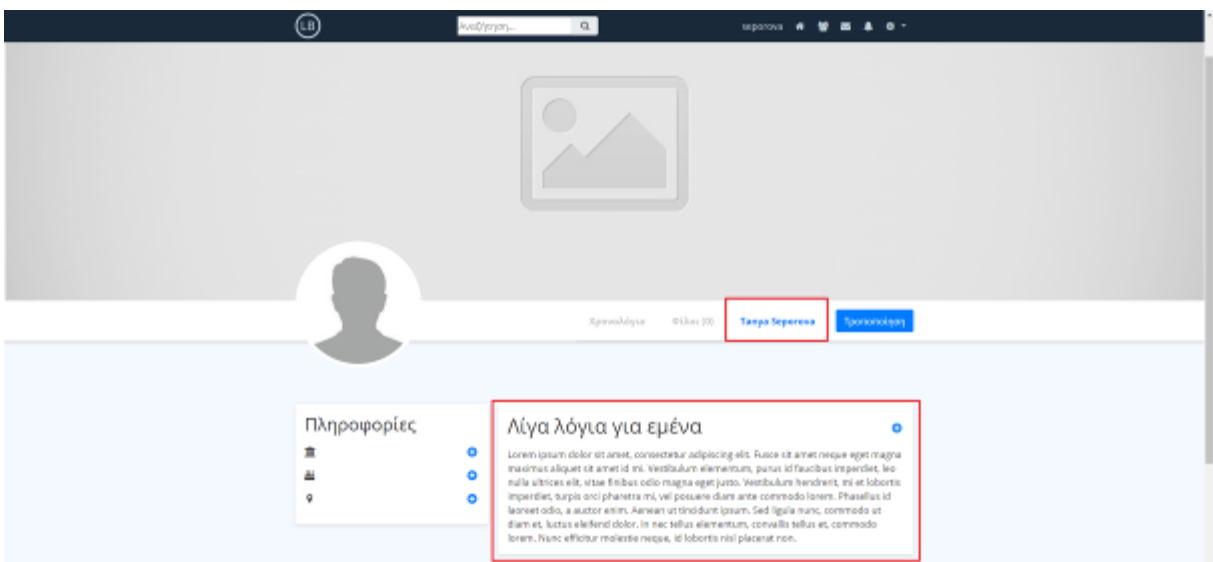 LB
Αναζήτηση...
seporova
Χρονολόγιο Φίλοι (0) Tanya Seporova Τροποποίηση
Πληροφορίες
Λίγα λόγια για εμένα
Lorem ipsum dolor sit amet, consectetur adipiscing elit. Fusce sit amet neque eget magna
maximus aliquet sit amet id mi. Vestibulum elementum, purus id faucibus imperdiet, leo
nulla ultrices elit, vitae finibus odio magna eget justo. Vestibulum hendrerit, mi et lobortis
imperdiet, turpis orci pharetra mi, vel posuere diam ante commodo lorem. Phasellus id
laoreet odio, a auctor enim. Aenean ut tincidunt ipsum. Sed ligula nunc, commodo ut
diam et, luctus eleifend dolor. In nec tellus elementum, convallis tellus et, commodo
lorem. Nunc efficitur molestie neque, id lobortis nisl placerat non.